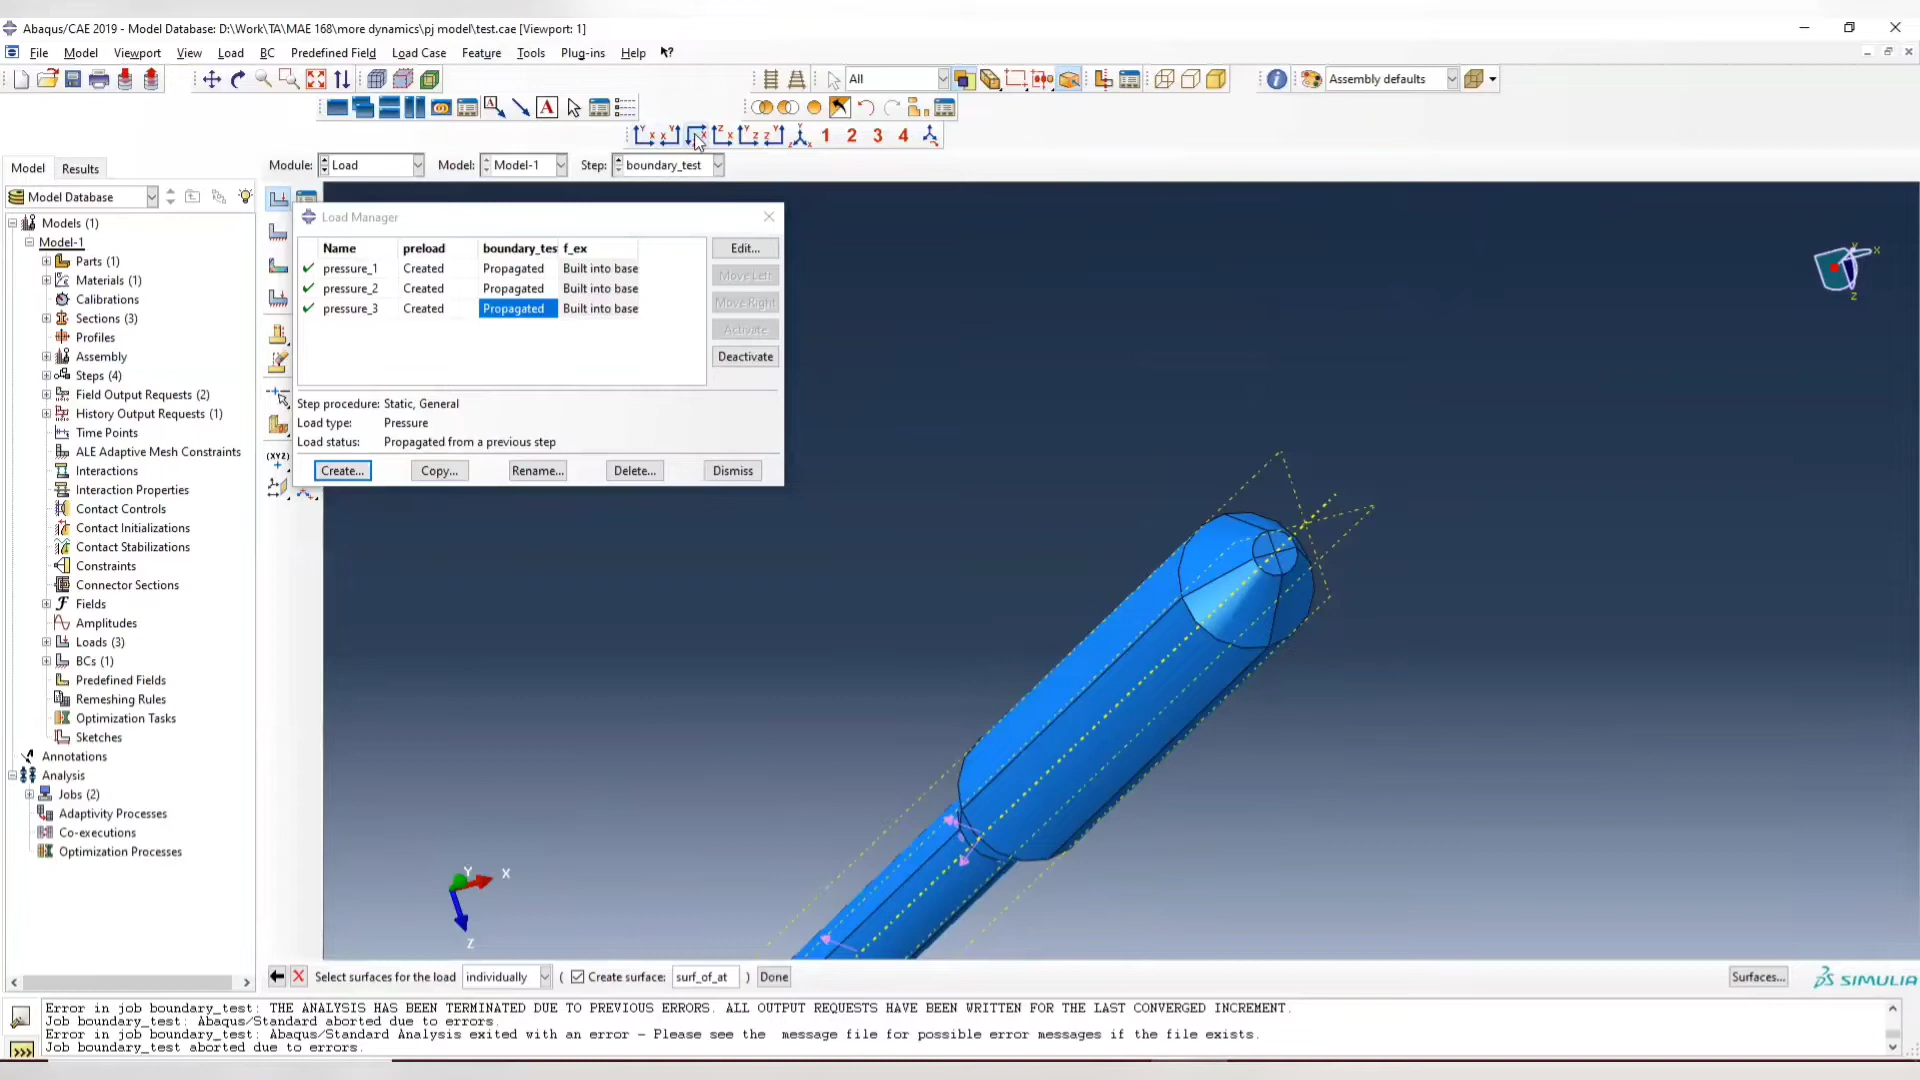 Abaqus/CAE 2019 - Model Database: D:\Work\TA\MAE 168\more dynamics\pj model\test.cae [Viewport: 1]
File Model Viewport View Load BC Predefined Field Load Case Feature Tools Plug-ins Help
All
Assembly defaults
A
1 2 3 4
Model Results
Module: Load Model: Model-1 Step: boundary_test
Model Database
Models (1)
Model-1
Parts (1)
Materials (1)
Calibrations
Sections (3)
Profiles
Assembly
Steps (4)
Field Output Requests (2)
History Output Requests (1)
Time Points
ALE Adaptive Mesh Constraints
Interactions
Interaction Properties
Contact Controls
Contact Initializations
Contact Stabilizations
Constraints
Connector Sections
Fields
Amplitudes
Loads (3)
BCs (1)
Predefined Fields
Remeshing Rules
Optimization Tasks
Sketches
Annotations
Analysis
Jobs (2)
Adaptivity Processes
Co-executions
Optimization Processes
Load Manager
Name preload boundary_tes f_ex
pressure_1 Created Propagated Built into base
pressure_2 Created Propagated Built into base
pressure_3 Created Propagated Built into base
Edit...
Move Left
Move Right
Activate
Deactivate
Step procedure: Static, General
Load type: Pressure
Load status: Propagated from a previous step
Create... Copy... Rename... Delete... Dismiss
(XYZ)
Y
X
Z
Y X
Z
Select surfaces for the load individually ( Create surface: surf_of_at ) Done
Surfaces...
SIMULIA
Error in job boundary_test: THE ANALYSIS HAS BEEN TERMINATED DUE TO PREVIOUS ERRORS. ALL OUTPUT REQUESTS HAVE BEEN WRITTEN FOR THE LAST CONVERGED INCREMENT.
Job boundary_test: Abaqus/Standard aborted due to errors.
Error in job boundary_test: Abaqus/Standard Analysis exited with an error - Please see the message file for possible error messages if the file exists.
Job boundary_test aborted due to errors.
>>>